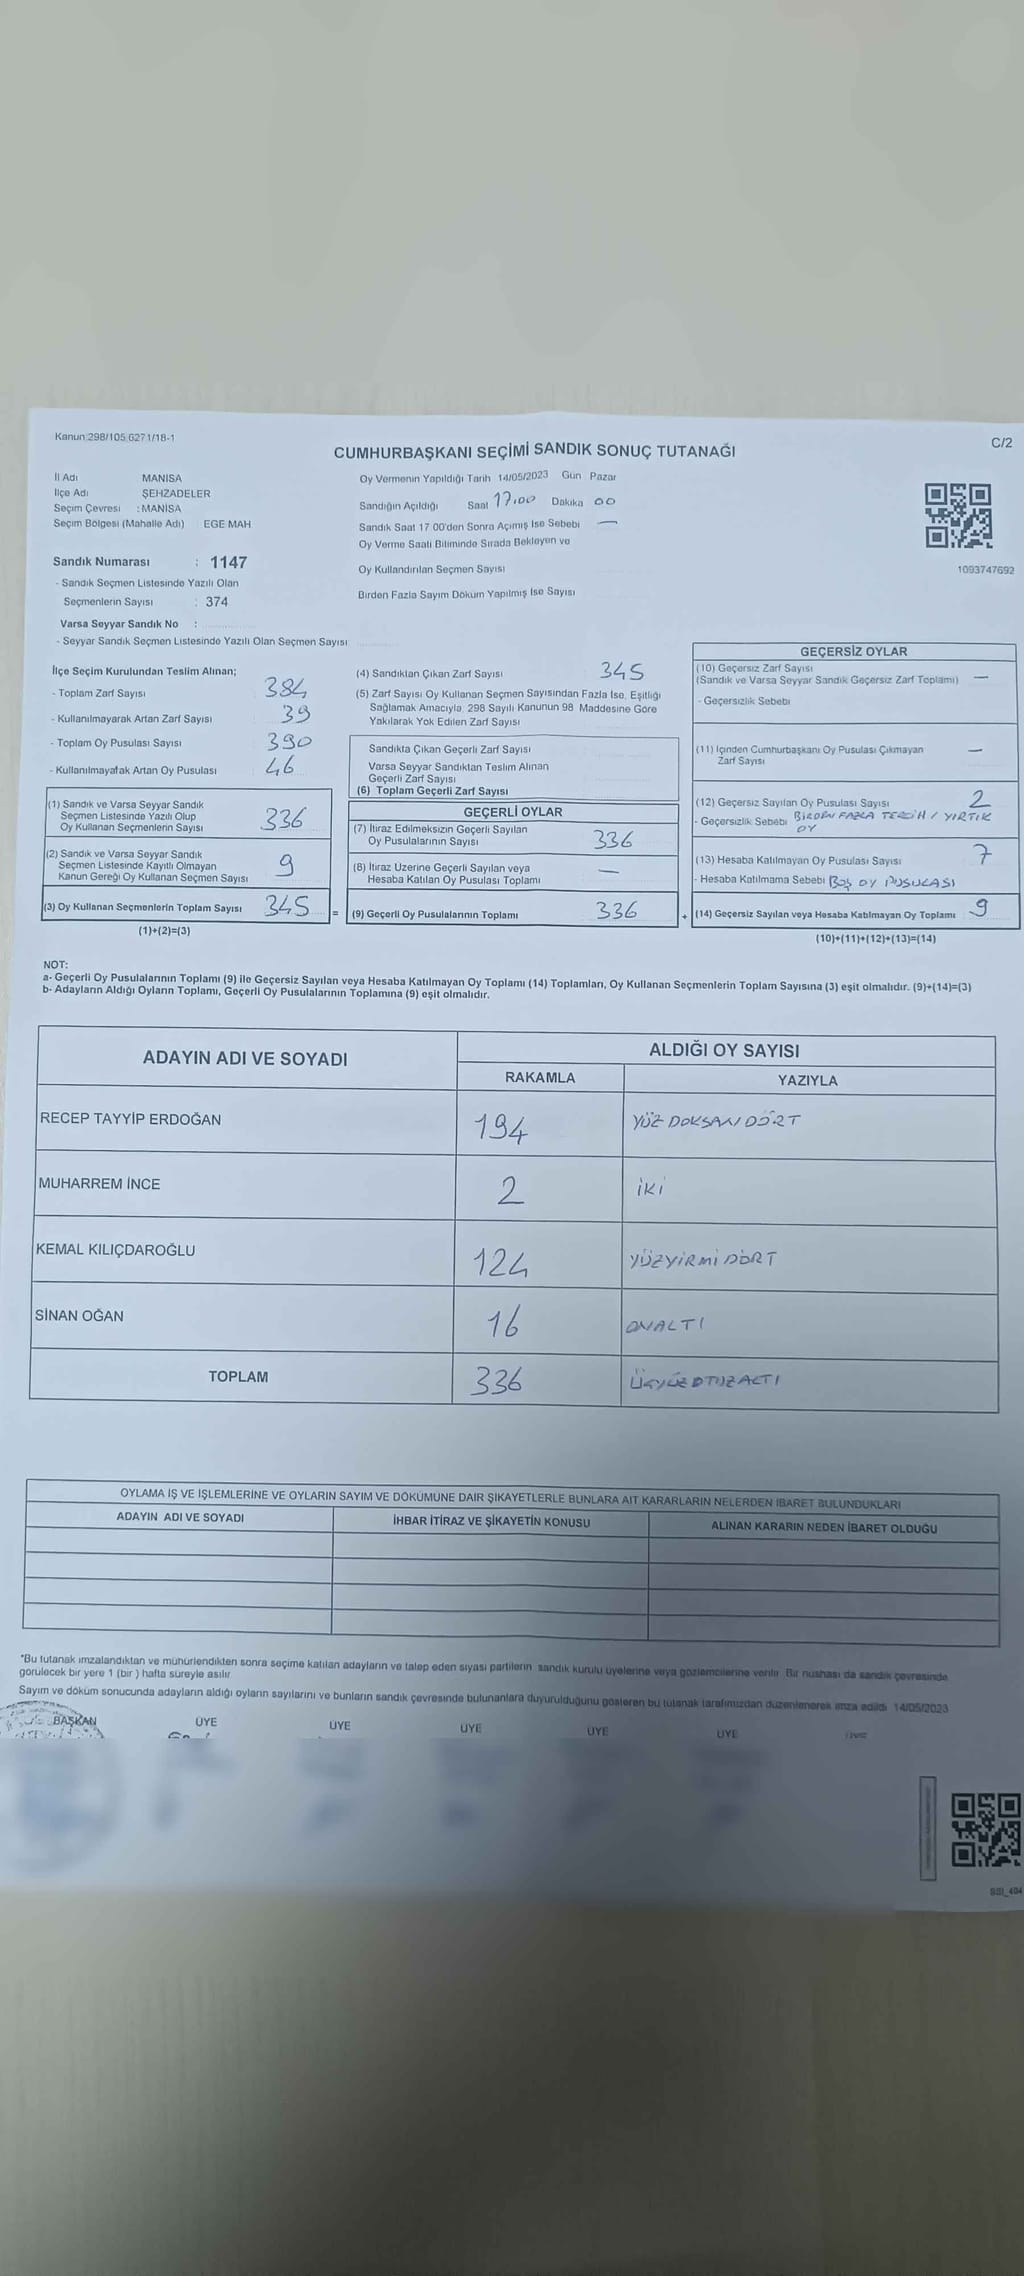 Kanun:298/105,6271/18-1
C/2
CUMHURBAŞKANI SEÇİMİ SANDIK SONUÇ TUTANAĞI
İl Adı MANİSA
İlçe Adı ŞEHZADELER
Seçim Çevresi : MANİSA
Seçim Bölgesi (Mahalle Adı) EGE MAH
Sandık Numarası : 1147
- Sandık Seçmen Listesinde Yazılı Olan
Seçmenlerin Sayısı : 374
Varsa Seyyar Sandık No :
- Seyyar Sandık Seçmen Listesinde Yazılı Olan Seçmen Sayısı
Oy Vermenin Yapıldığı Tarih 14/05/2023 Gün Pazar
Sandığın Açıldığı Saat 17.00 Dakika 00
Sandık Saat 17 00'den Sonra Açımış İse Sebebi —
Oy Verme Saati Bitiminde Sırada Bekleyen ve
Oy Kullandırılan Seçmen Sayısı
Birden Fazla Sayım Döküm Yapılmış İse Sayısı
1093747692
İlçe Seçim Kurulundan Teslim Alınan;
- Toplam Zarf Sayısı 384
- Kullanılmayarak Artan Zarf Sayısı 39
- Toplam Oy Pusulası Sayısı 390
- Kullanılmayarak Artan Oy Pusulası 46
(1) Sandık ve Varsa Seyyar Sandık
Seçmen Listesinde Yazılı Olup
Oy Kullanan Seçmenlerin Sayısı 336
(2) Sandık ve Varsa Seyyar Sandık
Seçmen Listesinde Kayıtlı Olmayan
Kanun Gereği Oy Kullanan Seçmen Sayısı 9
(3) Oy Kullanan Seçmenlerin Toplam Sayısı 345
(1)+(2)=(3)
(4) Sandıktan Çıkan Zarf Sayısı 345
(5) Zarf Sayısı Oy Kullanan Seçmen Sayısından Fazla İse, Eşitliği
Sağlamak Amacıyla, 298 Sayılı Kanunun 98 Maddesine Göre
Yakılarak Yok Edilen Zarf Sayısı
Sandıkta Çıkan Geçerli Zarf Sayısı
Varsa Seyyar Sandıktan Teslim Alınan
Geçerli Zarf Sayısı
(6) Toplam Geçerli Zarf Sayısı
GEÇERLİ OYLAR
(7) İtiraz Edilmeksizin Geçerli Sayılan
Oy Pusulalarının Sayısı 336
(8) İtiraz Üzerine Geçerli Sayılan veya
Hesaba Katılan Oy Pusulası Toplamı —
= (9) Geçerli Oy Pusulalarının Toplamı 336
GEÇERSİZ OYLAR
(10) Geçersiz Zarf Sayısı
(Sandık ve Varsa Seyyar Sandık Geçersiz Zarf Toplamı) —
- Geçersizlik Sebebi
(11) İçinden Cumhurbaşkanı Oy Pusulası Çıkmayan
Zarf Sayısı —
(12) Geçersiz Sayılan Oy Pusulası Sayısı 2
- Geçersizlik Sebebi BİRDEN FAZLA TERCİH / YIRTIK
OY
(13) Hesaba Katılmayan Oy Pusulası Sayısı 7
- Hesaba Katılmama Sebebi BOŞ OY PUSULASI
+ (14) Geçersiz Sayılan veya Hesaba Katılmayan Oy Toplamı 9
(10)+(11)+(12)+(13)=(14)
NOT:
a- Geçerli Oy Pusulalarının Toplamı (9) ile Geçersiz Sayılan veya Hesaba Katılmayan Oy Toplamı (14) Toplamları, Oy Kullanan Seçmenlerin Toplam Sayısına (3) eşit olmalıdır. (9)+(14)=(3)
b- Adayların Aldığı Oyların Toplamı, Geçerli Oy Pusulalarının Toplamına (9) eşit olmalıdır.
ADAYIN ADI VE SOYADI
ALDIĞI OY SAYISI
RAKAMLA YAZIYLA
RECEP TAYYİP ERDOĞAN 194 YÜZ DOKSAN DÖRT
MUHARREM İNCE 2 İKİ
KEMAL KILIÇDAROĞLU 124 YÜZYİRMİ DÖRT
SİNAN OĞAN 16 ONALTI
TOPLAM 336 ÜÇYÜZOTUZALTI
OYLAMA İŞ VE İŞLEMLERİNE VE OYLARIN SAYIM VE DÖKÜMÜNE DAİR ŞİKAYETLERLE BUNLARA AİT KARARLARIN NELERDEN İBARET BULUNDUKLARI
ADAYIN ADI VE SOYADI İHBAR İTİRAZ VE ŞİKAYETİN KONUSU ALINAN KARARIN NEDEN İBARET OLDUĞU
*Bu tutanak imzalandıktan ve mühürlendikten sonra seçime katılan adayların ve talep eden siyasi partilerin sandık kurulu üyelerine veya gözlemcilerine verilir. Bir nüshası da sandık çevresinde
görülecek bir yere 1 (bir ) hafta süreyle asılır
Sayım ve döküm sonucunda adayların aldığı oyların sayılarını ve bunların sandık çevresinde bulunanlara duyurulduğunu gösteren bu tutanak tarafımızdan düzenlenerek imza edildi 14/05/2023
BAŞKAN ÜYE ÜYE ÜYE ÜYE ÜYE ÜYE